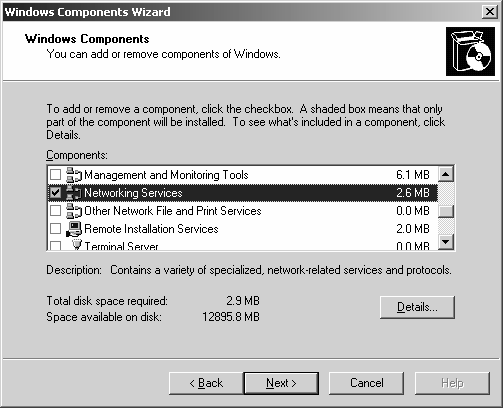 Windows Components Wizard
Windows Components
You can add or remove components of Windows.
To add or remove a component, click the checkbox. A shaded box means that only
part of the component will be installed. To see what's included in a component, click
Details.
Components:
Management and Monitoring Tools 6.1 MB
Networking Services 2.6 MB
Other Network File and Print Services 0.0 MB
Remote Installation Services 2.0 MB
Terminal Server 0.0 MB
Description: Contains a variety of specialized, network-related services and protocols.
Total disk space required: 2.9 MB
Space available on disk: 12895.8 MB
Details...
< Back Next > Cancel Help